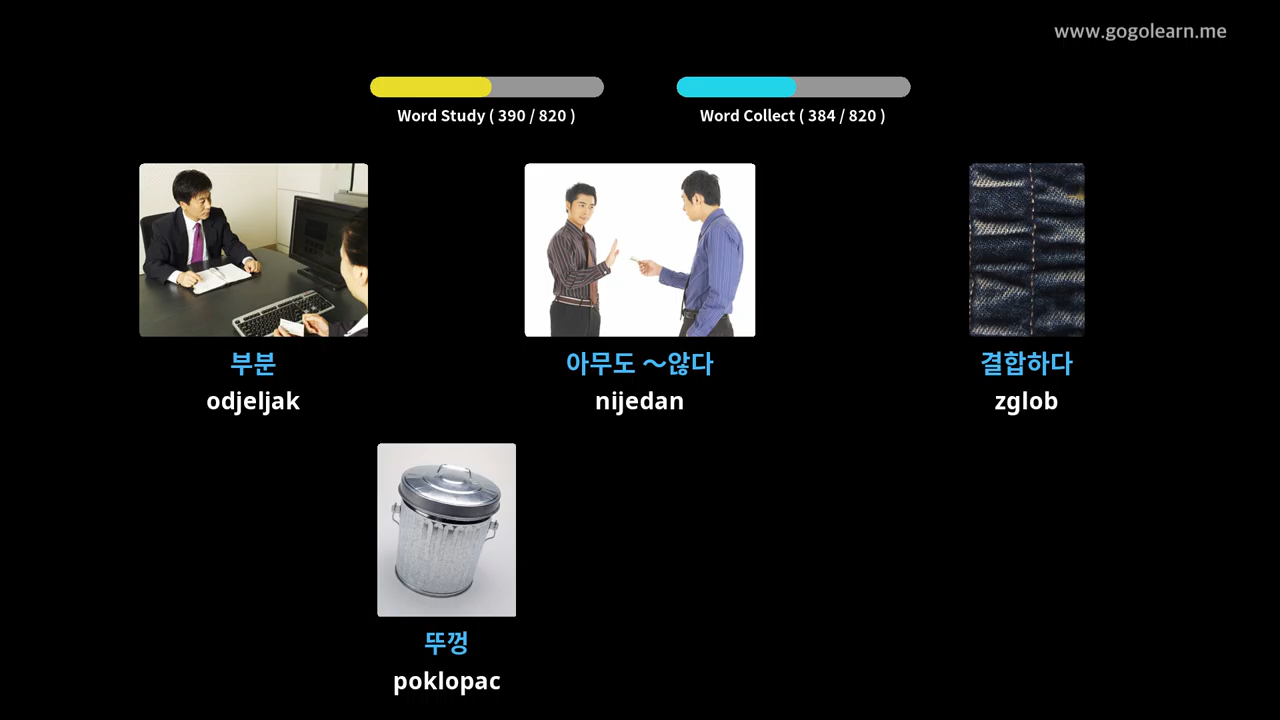 www.gogolearn.me
Word Study ( 390 / 820 )
Word Collect ( 384 / 820 )
부분
odjeljak
아무도 ～않다
nijedan
결합하다
zglob
뚜껑
poklopac